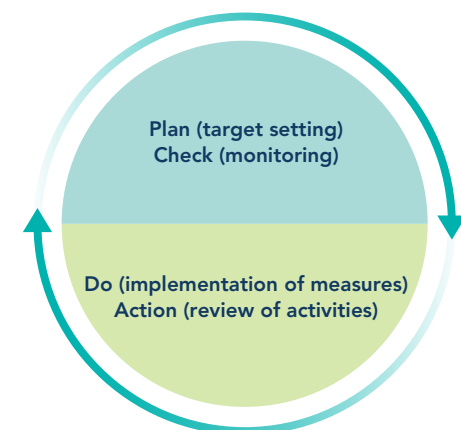 Plan (target setting)
Check (monitoring)
Do (implementation of measures)
Action (review of activities)